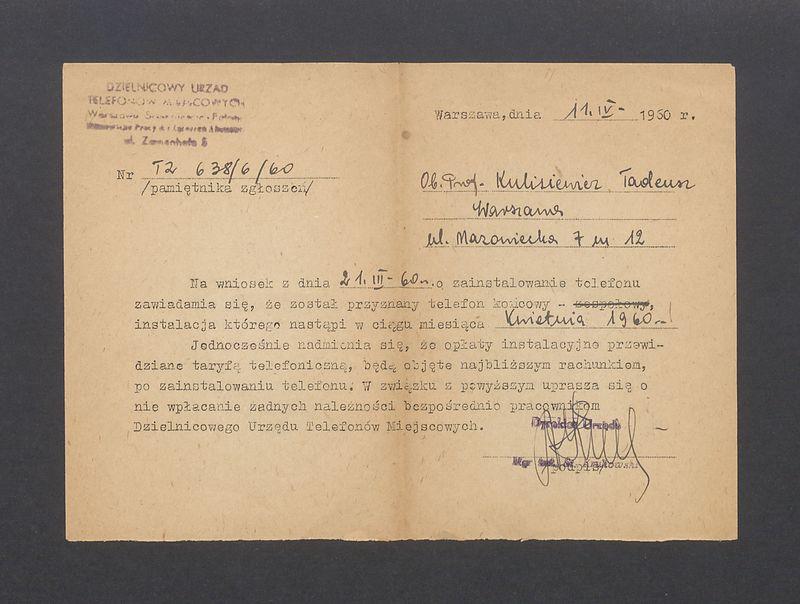 DZIELNICOWY URZĄD
TELEFONÓW MIEJSCOWYCH
ul. Zamenhofa 8
Warszawa, dnia 11.IV- 1960 r.
Nr T2 638/6/60
/pamiętnika zgłoszeń/
Ob. Prof. Kulisiewicz Tadeusz
Warszawa
ul. Mazowiecka 7 m 12
Na wniosek z dnia 21.III-60 r. o zainstalowanie telefonu
zawiadamia się, że został przyznany telefon końcowy - zespołowy,
instalacja którego nastąpi w ciągu miesiąca Kwietnia 1960-
Jednocześnie nadmienia się, że opłaty instalacyjne przewi-
dziane taryfą telefoniczną, będą objęte najbliższym rachunkiem,
po zainstalowaniu telefonu. W związku z powyższym uprasza się o
nie wpłacanie żadnych należności bezpośrednio pracownikom
Dzielnicowego Urzędu Telefonów Miejscowych.
Dyrektor Urzędu
/podpis/